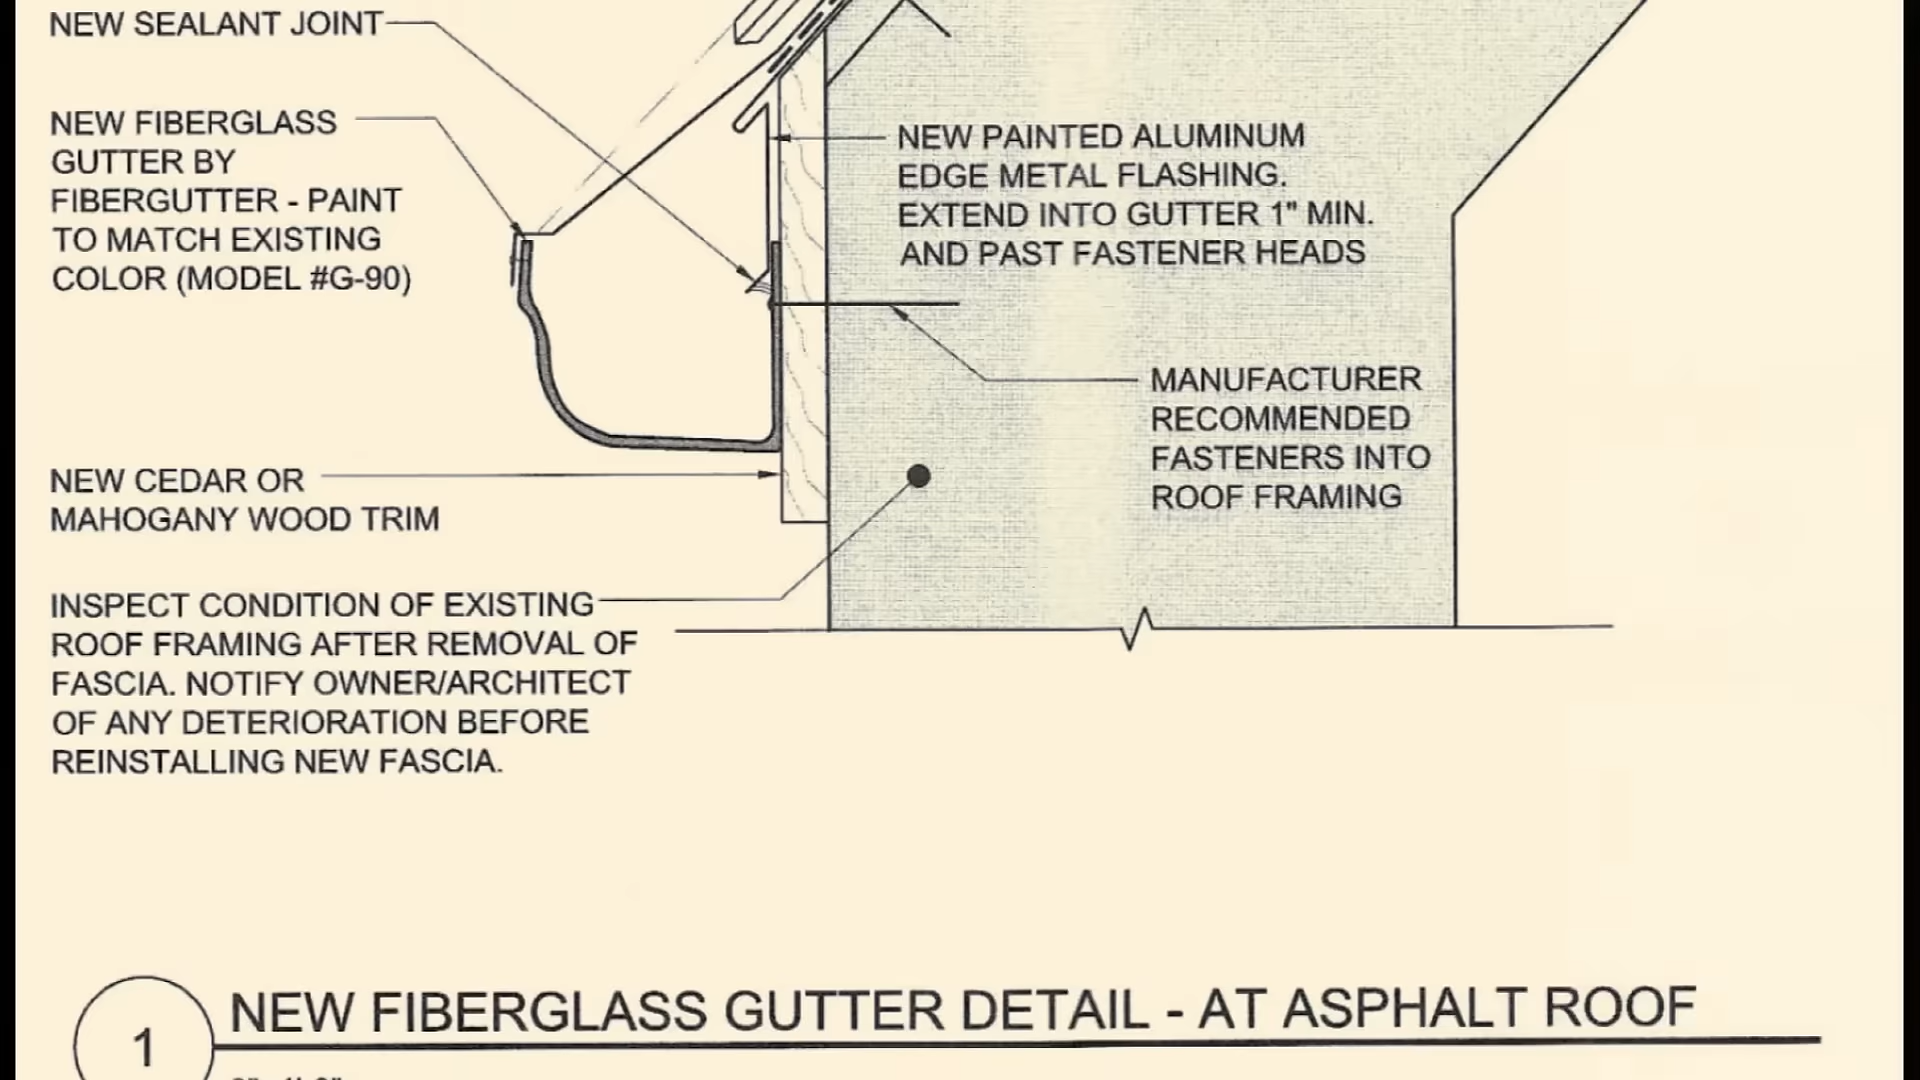 NEW SEALANT JOINT
NEW FIBERGLASS
GUTTER BY
FIBERGUTTER - PAINT
TO MATCH EXISTING
COLOR (MODEL #G-90)
NEW PAINTED ALUMINUM
EDGE METAL FLASHING.
EXTEND INTO GUTTER 1" MIN.
AND PAST FASTENER HEADS
MANUFACTURER
RECOMMENDED
FASTENERS INTO
ROOF FRAMING
NEW CEDAR OR
MAHOGANY WOOD TRIM
INSPECT CONDITION OF EXISTING
ROOF FRAMING AFTER REMOVAL OF
FASCIA. NOTIFY OWNER/ARCHITECT
OF ANY DETERIORATION BEFORE
REINSTALLING NEW FASCIA.
1
NEW FIBERGLASS GUTTER DETAIL - AT ASPHALT ROOF